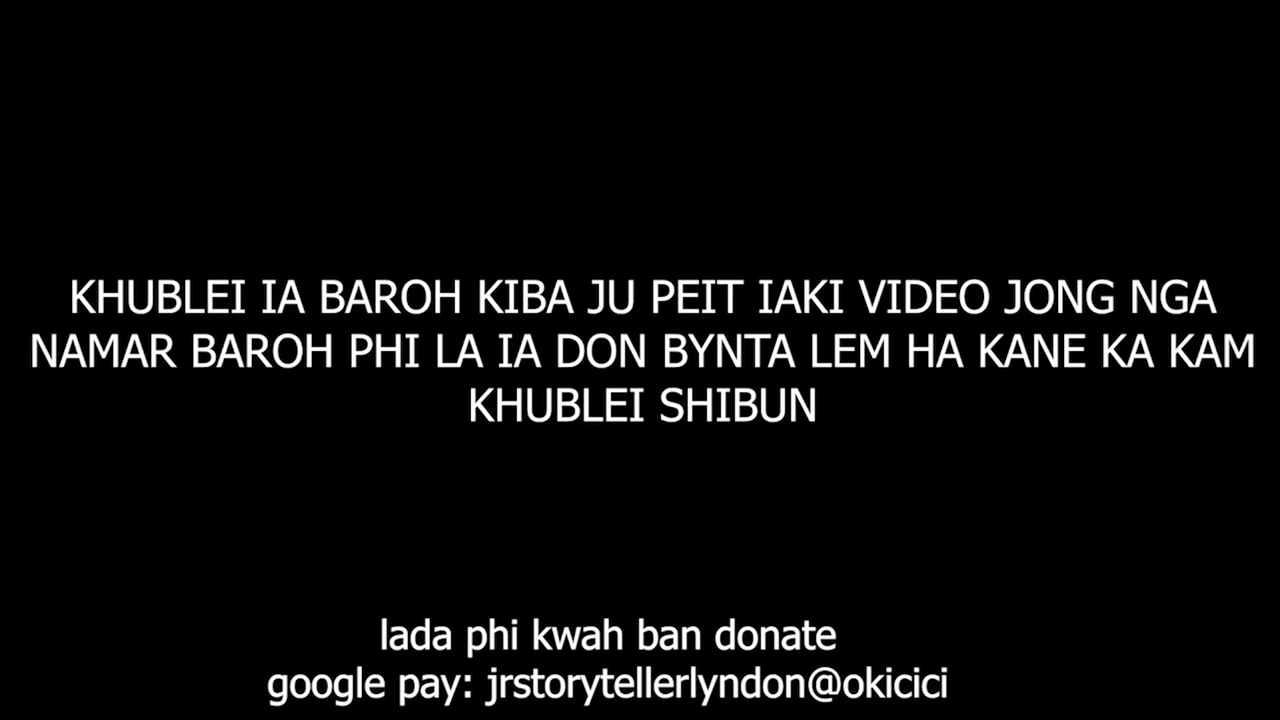 KHUBLEI IA BAROH KIBA JU PEIT IAKI VIDEO JONG NGA
NAMAR BAROH PHI LA IA DON BYNTA LEM HA KANE KA KAM
KHUBLEI SHIBUN
lada phi kwah ban donate
google pay: jrstorytellerlyndon@okicici